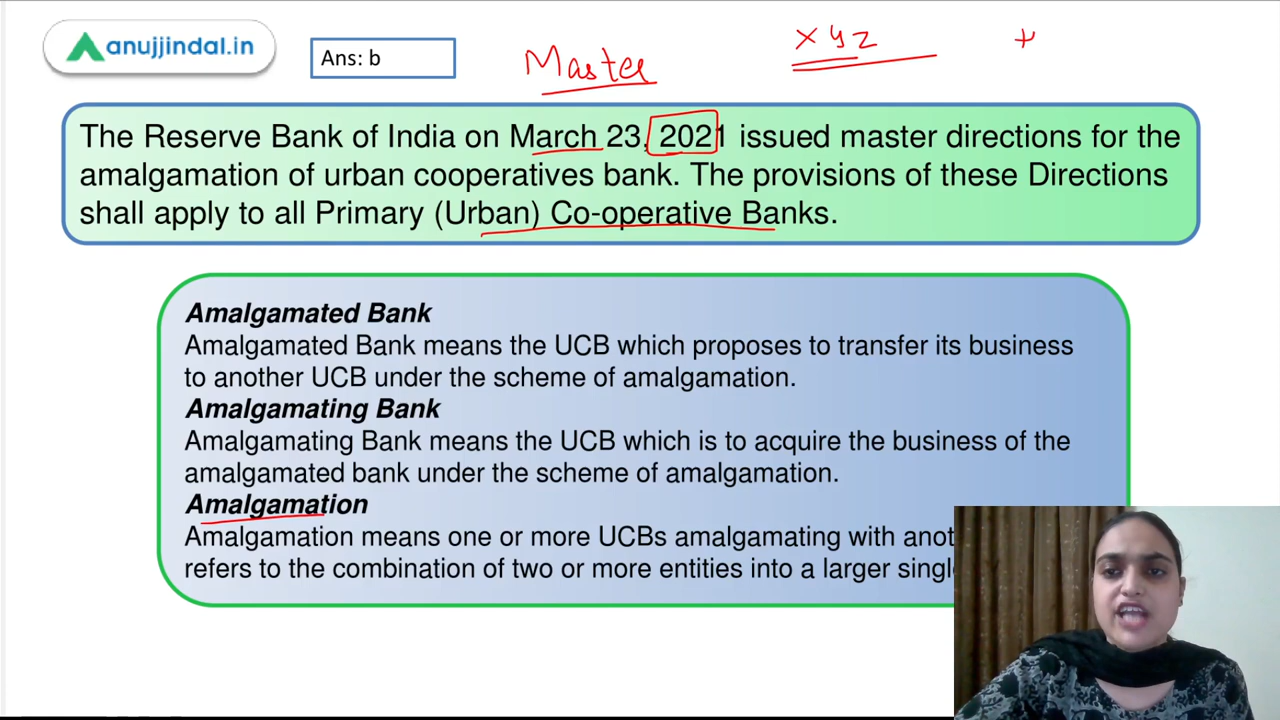 anujjindal.in
Ans: b
Master
xyz
The Reserve Bank of India on March 23, 2021 issued master directions for the
amalgamation of urban cooperatives bank. The provisions of these Directions
shall apply to all Primary (Urban) Co-operative Banks.
Amalgamated Bank
Amalgamated Bank means the UCB which proposes to transfer its business
to another UCB under the scheme of amalgamation.
Amalgamating Bank
Amalgamating Bank means the UCB which is to acquire the business of the
amalgamated bank under the scheme of amalgamation.
Amalgamation
Amalgamation means one or more UCBs amalgamating with
refers to the combination of two or more entities into a larger